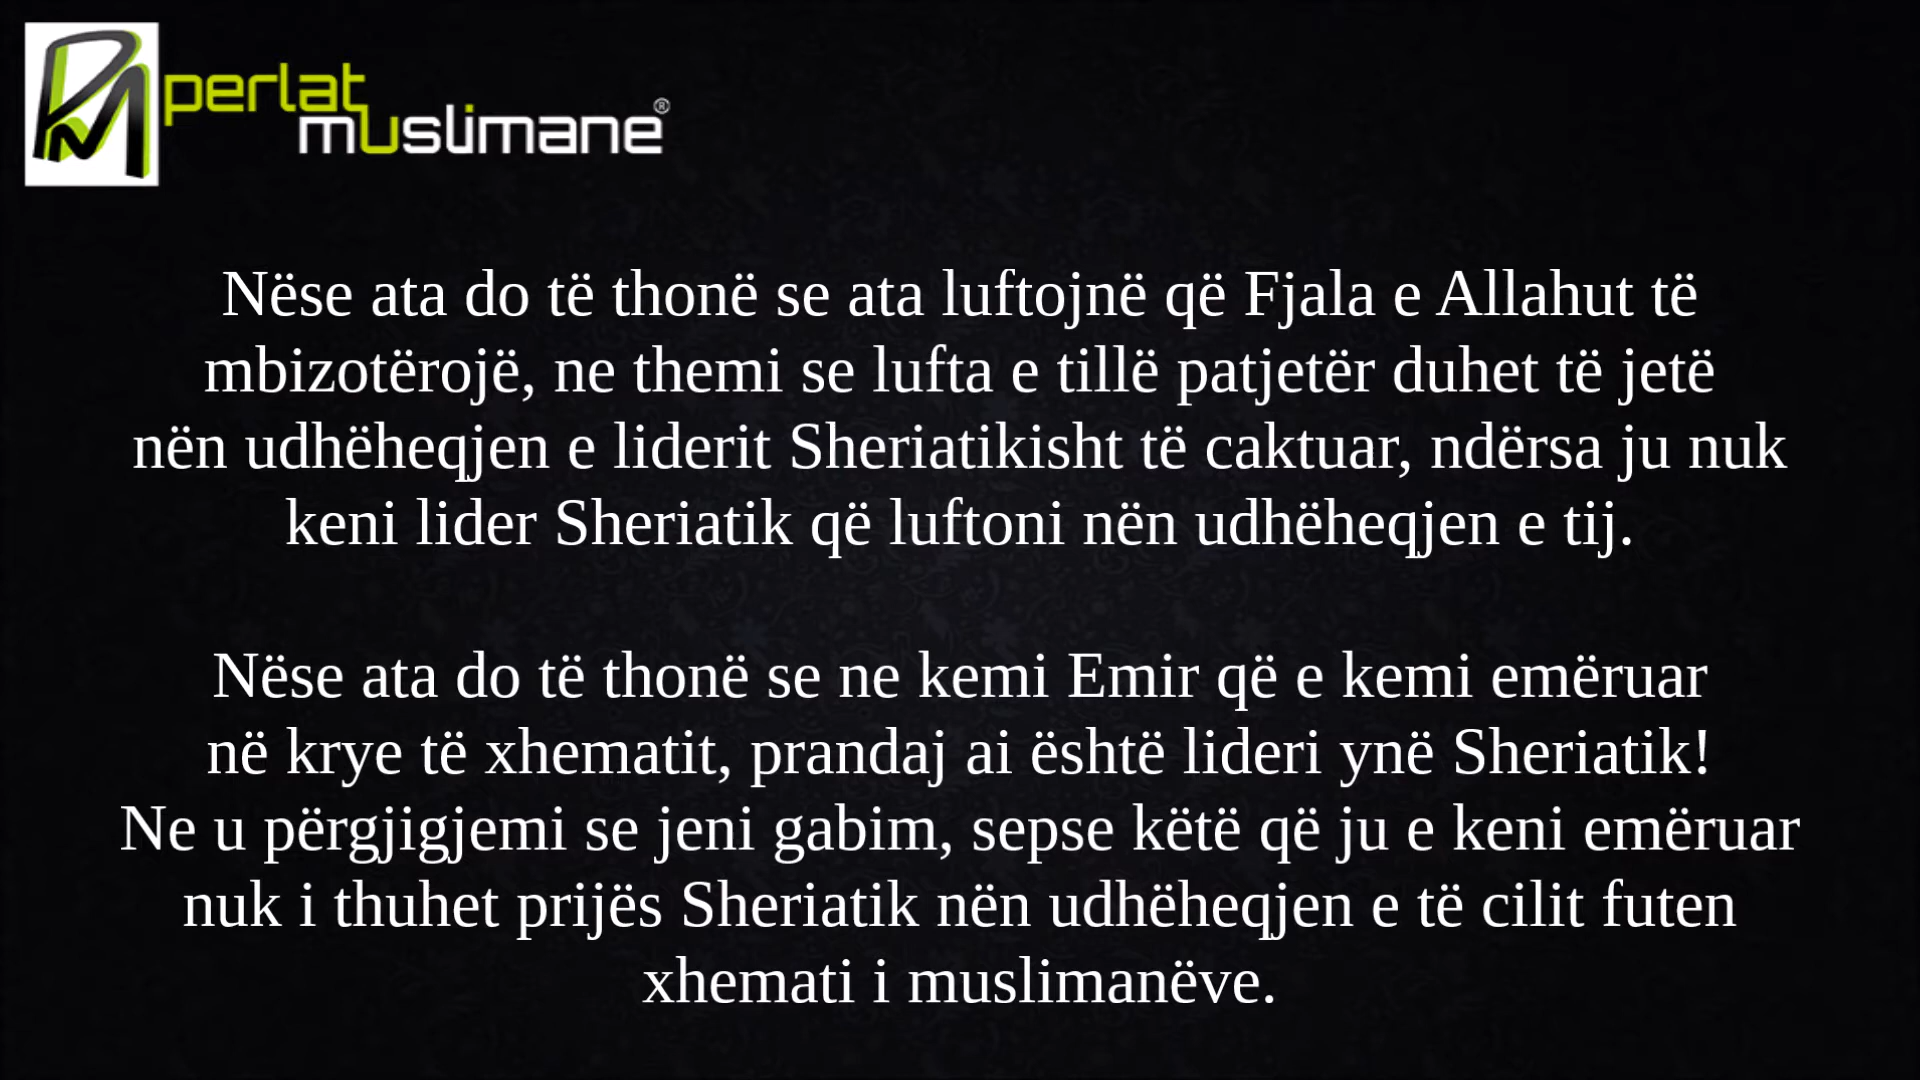 perlat
muslimane®
Nëse ata do të thonë se ata luftojnë që Fjala e Allahut të
mbizotërojë, ne themi se lufta e tillë patjetër duhet të jetë
nën udhëheqjen e liderit Sheriatikisht të caktuar, ndërsa ju nuk
keni lider Sheriatik që luftoni nën udhëheqjen e tij.
Nëse ata do të thonë se ne kemi Emir që e kemi emëruar
në krye të xhematit, prandaj ai është lideri ynë Sheriatik!
Ne u përgjigjemi se jeni gabim, sepse këtë që ju e keni emëruar
nuk i thuhet prijës Sheriatik nën udhëheqjen e të cilit futen
xhemati i muslimanëve.